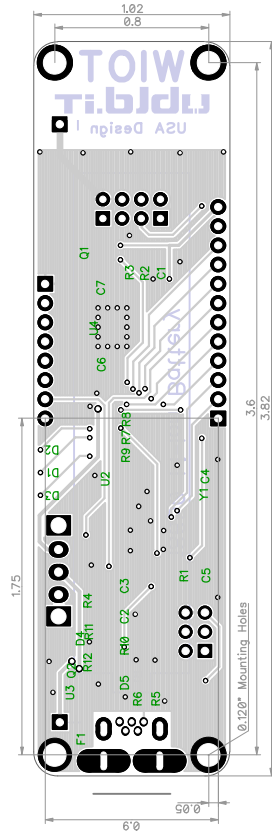 1.02
0.8
WIOT
ti.blplu
USA Design
Q1
R3
R2
C1
C7
U4
C6
Battery
R8
R7
R9
D2
D1
D3
U2
Y1
C4
3.6
3.82
1.75
R4
C3
C2
R1
C5
D4
R11
R10
R12
Q2
U3
D5
R6
R5
F1
0.120" Mounting Holes
0.05
0.9